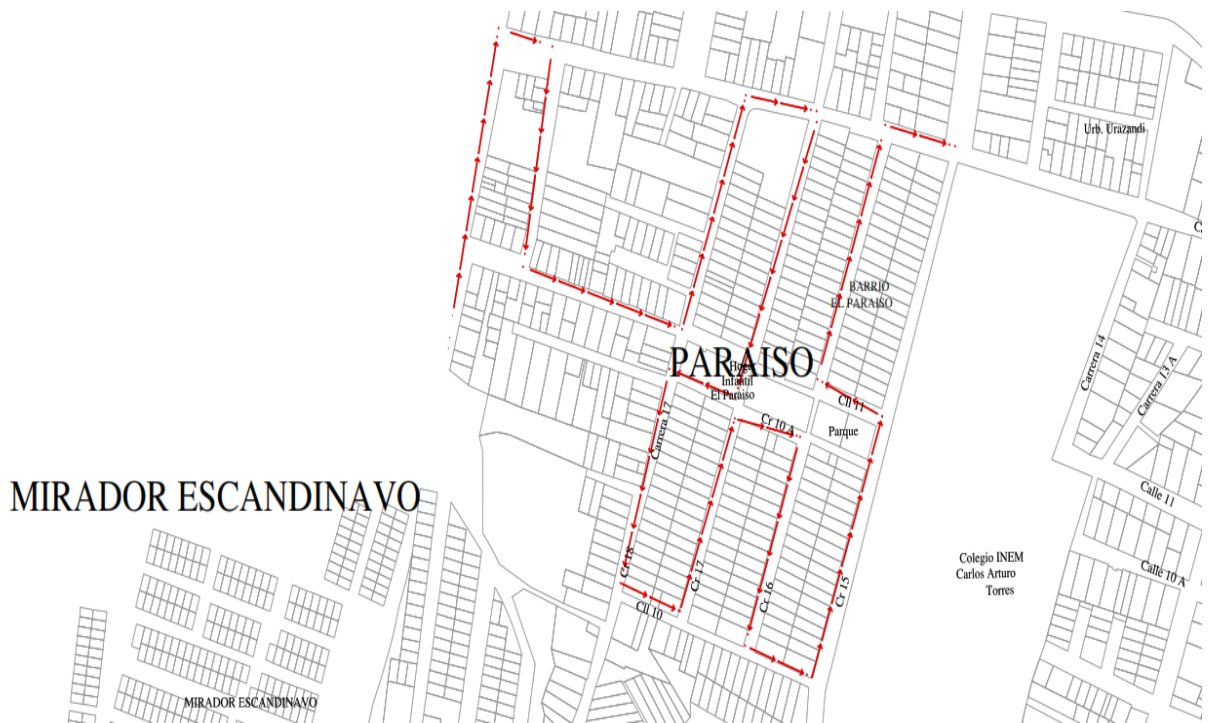 Urb. Urazandi
C
BARRIO
EL PARAISO
PARAISO
Infantil
El Paraiso
Cll 11
Carrera 14
Carrera 13 A
Carrera 17
Cr 10 A
Parque
MIRADOR ESCANDINAVO
Calle 11
Colegio INEM
Carlos Arturo
Torres
Calle 10 A
Cr 18
Cr 17
Cr 16
Cr 15
Cll 10
MIRADOR ESCANDINAVO